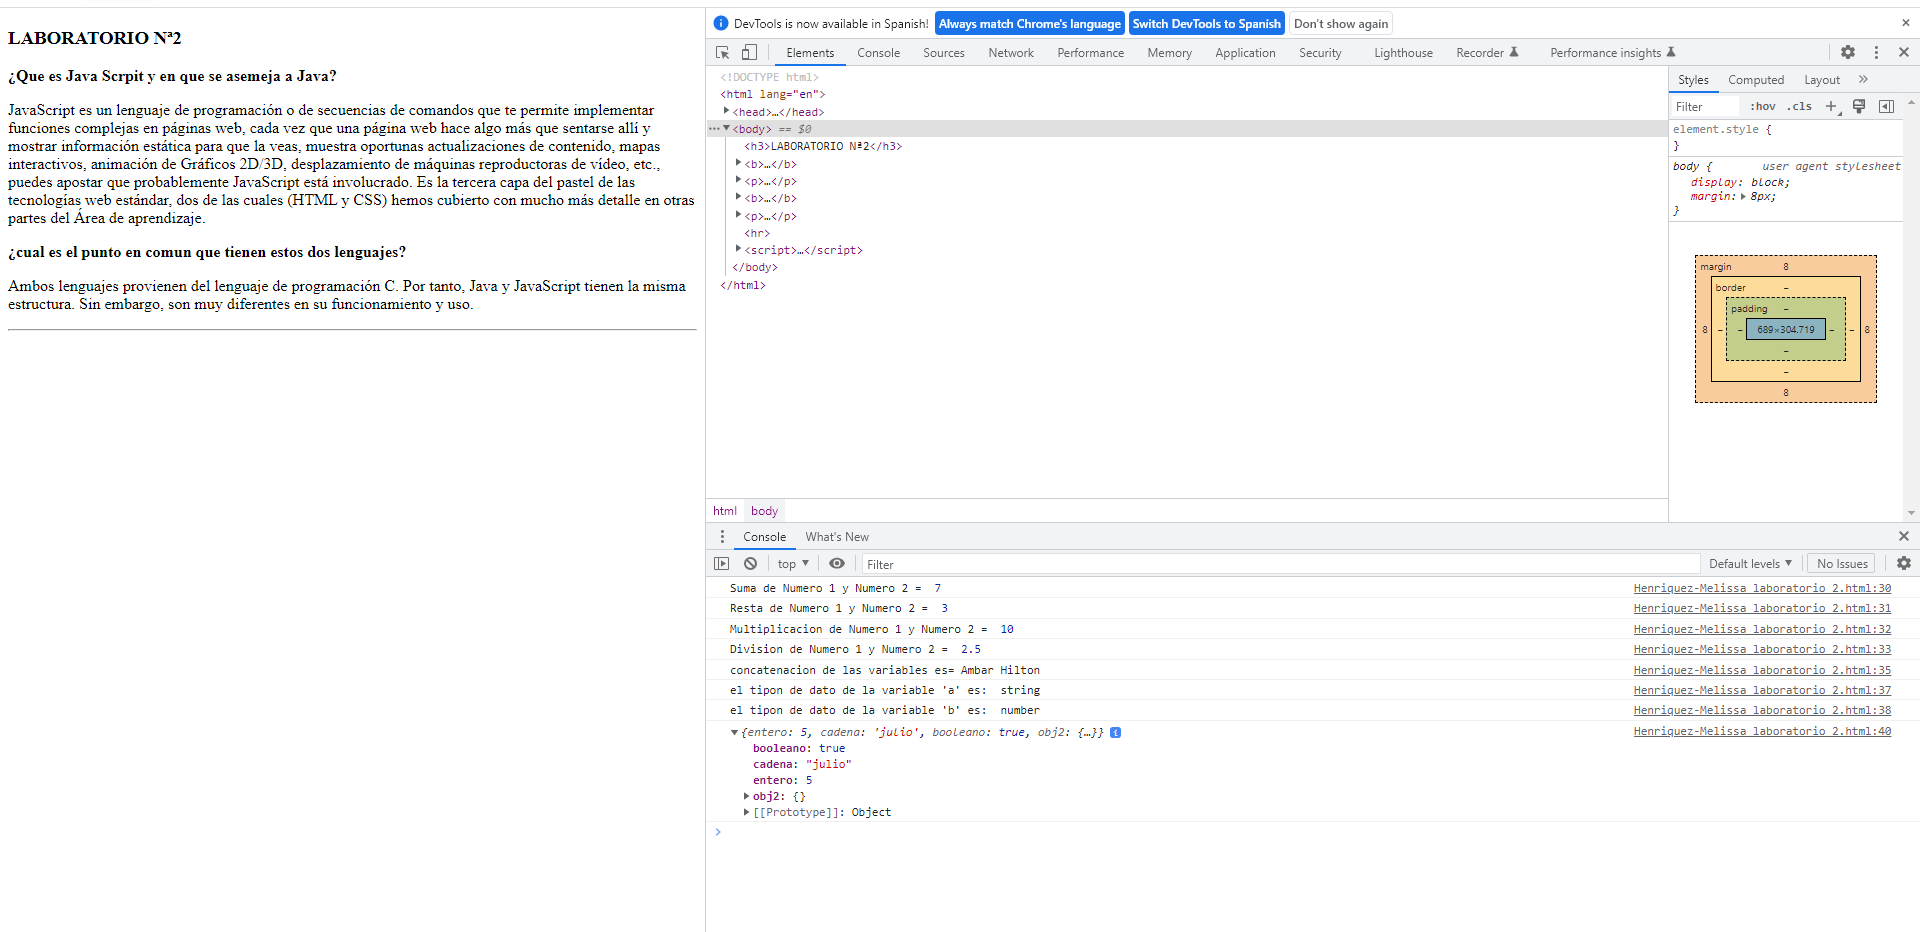 LABORATORIO Nª2
¿Que es Java Scrpit y en que se asemeja a Java?
JavaScript es un lenguaje de programación o de secuencias de comandos que te permite implementar
funciones complejas en páginas web, cada vez que una página web hace algo más que sentarse allí y
mostrar información estática para que la veas, muestra oportunas actualizaciones de contenido, mapas
interactivos, animación de Gráficos 2D/3D, desplazamiento de máquinas reproductoras de vídeo, etc.,
puedes apostar que probablemente JavaScript está involucrado. Es la tercera capa del pastel de las
tecnologías web estándar, dos de las cuales (HTML y CSS) hemos cubierto con mucho más detalle en otras
partes del Área de aprendizaje.
¿cual es el punto en comun que tienen estos dos lenguajes?
Ambos lenguajes provienen del lenguaje de programación C. Por tanto, Java y JavaScript tienen la misma
estructura. Sin embargo, son muy diferentes en su funcionamiento y uso.
DevTools is now available in Spanish! Always match Chrome's language Switch DevTools to Spanish Don't show again
Elements Console Sources Network Performance Memory Application Security Lighthouse Recorder Performance insights
<!DOCTYPE html>
<html lang="en">
<head>…</head>
<body> == $0
<h3>LABORATORIO Nª2</h3>
<b>…</b>
<p>…</p>
<b>…</b>
<p>…</p>
<hr>
<script>…</script>
</body>
</html>
html body
Styles Computed Layout »
Filter :hov .cls +
element.style {
}
body { user agent stylesheet
display: block;
margin: 8px;
}
margin 8
border –
padding –
8 – – 689×304.719 – – 8
–
–
8
Console What's New
top Filter Default levels No Issues
Suma de Numero 1 y Numero 2 = 7 Henriquez-Melissa laboratorio 2.html:30
Resta de Numero 1 y Numero 2 = 3 Henriquez-Melissa laboratorio 2.html:31
Multiplicacion de Numero 1 y Numero 2 = 10 Henriquez-Melissa laboratorio 2.html:32
Division de Numero 1 y Numero 2 = 2.5 Henriquez-Melissa laboratorio 2.html:33
concatenacion de las variables es= Ambar Hilton Henriquez-Melissa laboratorio 2.html:35
el tipon de dato de la variable 'a' es: string Henriquez-Melissa laboratorio 2.html:37
el tipon de dato de la variable 'b' es: number Henriquez-Melissa laboratorio 2.html:38
{entero: 5, cadena: 'julio', booleano: true, obj2: {…}} i Henriquez-Melissa laboratorio 2.html:40
booleano: true
cadena: "julio"
entero: 5
obj2: {}
[[Prototype]]: Object